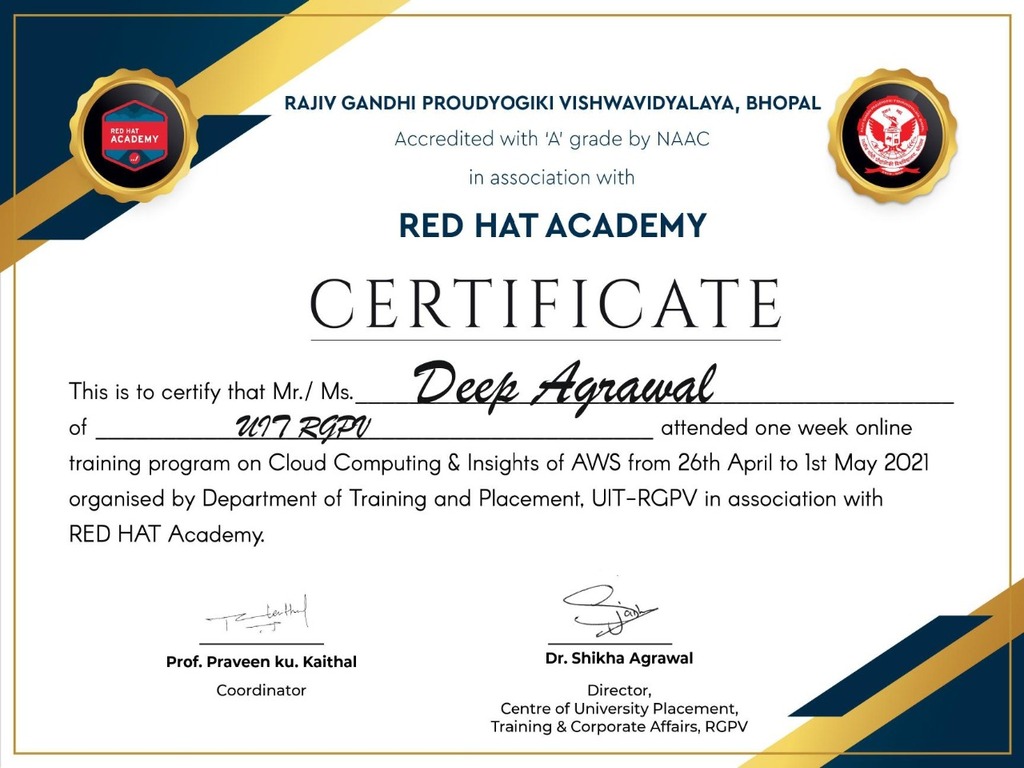 RAJIV GANDHI PROUDYOGIKI VISHWAVIDYALAYA, BHOPAL
Accredited with 'A' grade by NAAC
in association with
RED HAT ACADEMY
RED HAT
ACADEMY
CERTIFICATE
This is to certify that Mr./ Ms. Deep Agrawal
of UIT RGPV attended one week online
training program on Cloud Computing & Insights of AWS from 26th April to 1st May 2021
organised by Department of Training and Placement, UIT-RGPV in association with
RED HAT Academy.
Prof. Praveen ku. Kaithal
Coordinator
Dr. Shikha Agrawal
Director,
Centre of University Placement,
Training & Corporate Affairs, RGPV